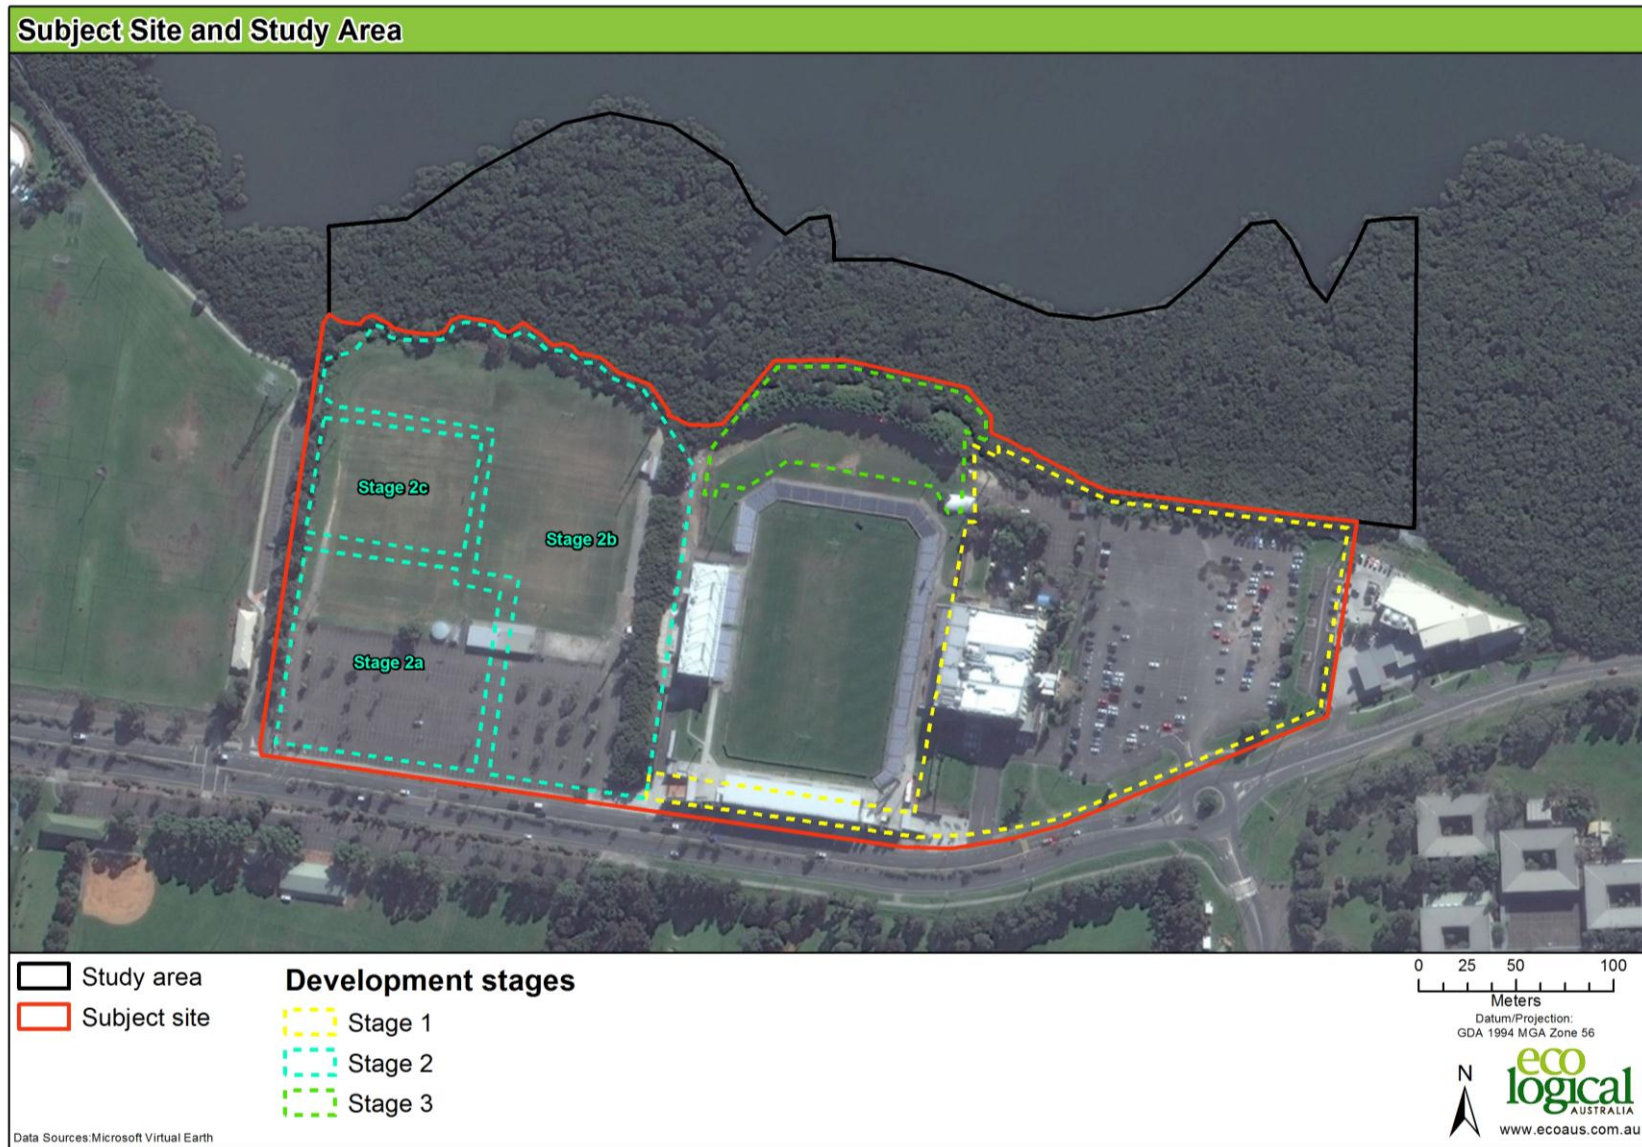 Subject Site and Study Area
Stage 2c
Stage 2b
Stage 2a
Study area
Subject site
Development stages
Stage 1
Stage 2
Stage 3
0 25 50 100
Meters
Datum/Projection:
GDA 1994 MGA Zone 56
N
eco
logical
AUSTRALIA
www.ecoaus.com.au
Data Sources:Microsoft Virtual Earth